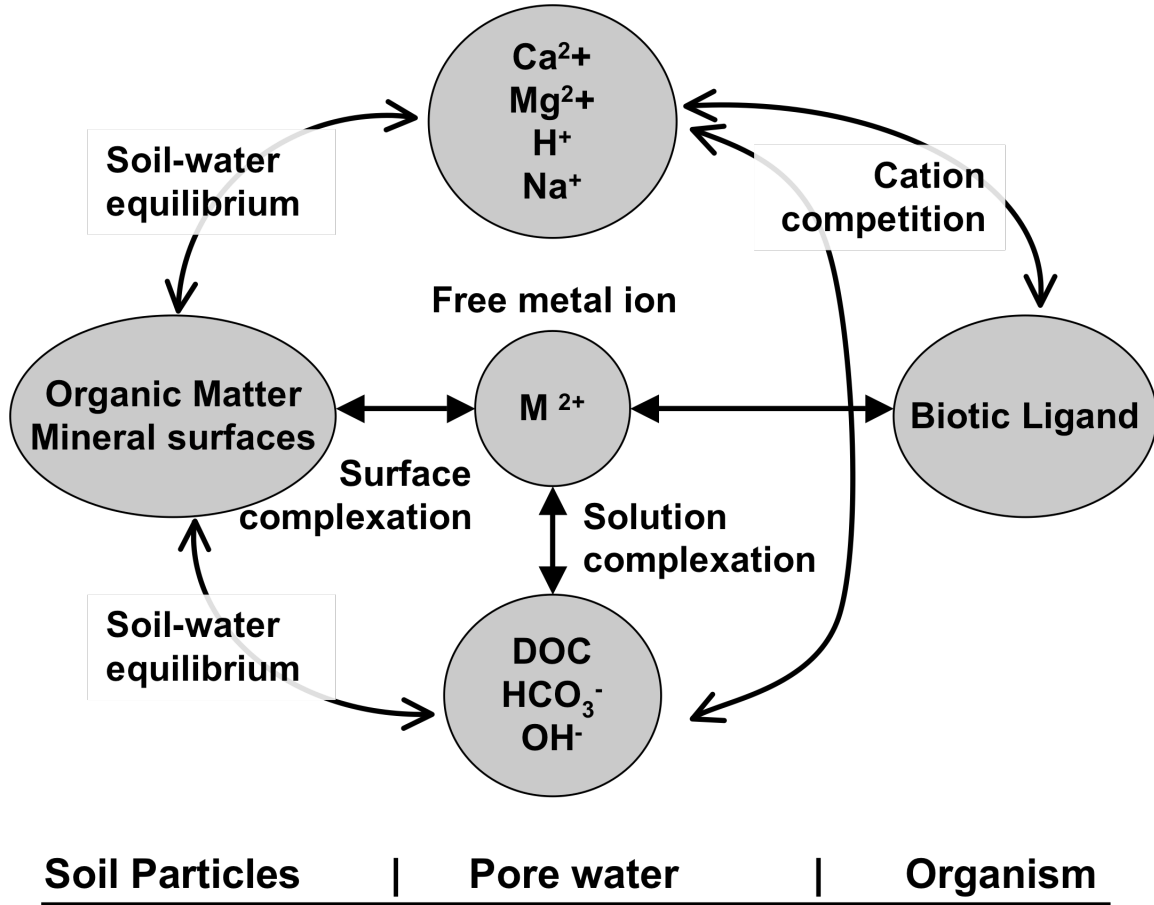 Ca²+
Mg²+
H⁺
Na⁺
Soil-water
equilibrium
Cation
competition
Free metal ion
Organic Matter
Mineral surfaces
M ²⁺
Biotic Ligand
Surface
complexation
Solution
complexation
Soil-water
equilibrium
DOC
HCO₃⁻
OH⁻
Soil Particles | Pore water | Organism